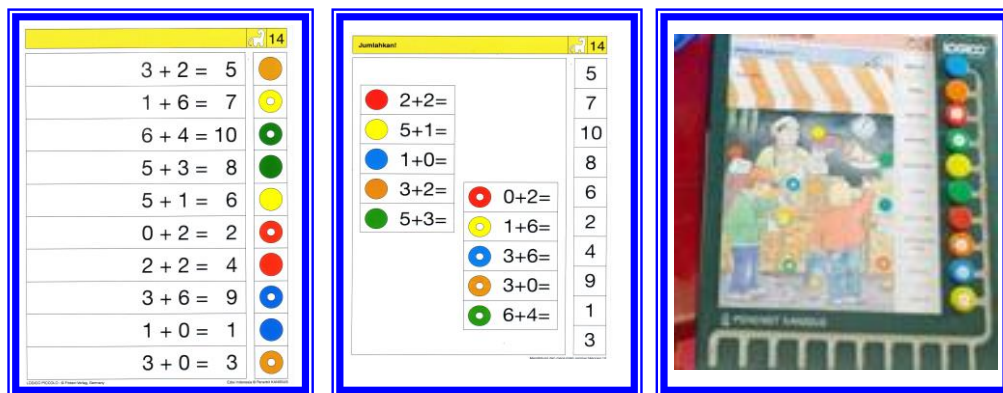 14
3 + 2 = 5
1 + 6 = 7
6 + 4 = 10
5 + 3 = 8
5 + 1 = 6
0 + 2 = 2
2 + 2 = 4
3 + 6 = 9
1 + 0 = 1
3 + 0 = 3
Jumlahkan!
14
2+2=
5+1=
1+0=
3+2=
5+3=
0+2=
1+6=
3+6=
3+0=
6+4=
5
7
10
8
6
2
4
9
1
3
LOGICO
PENERBIT KANISIUS